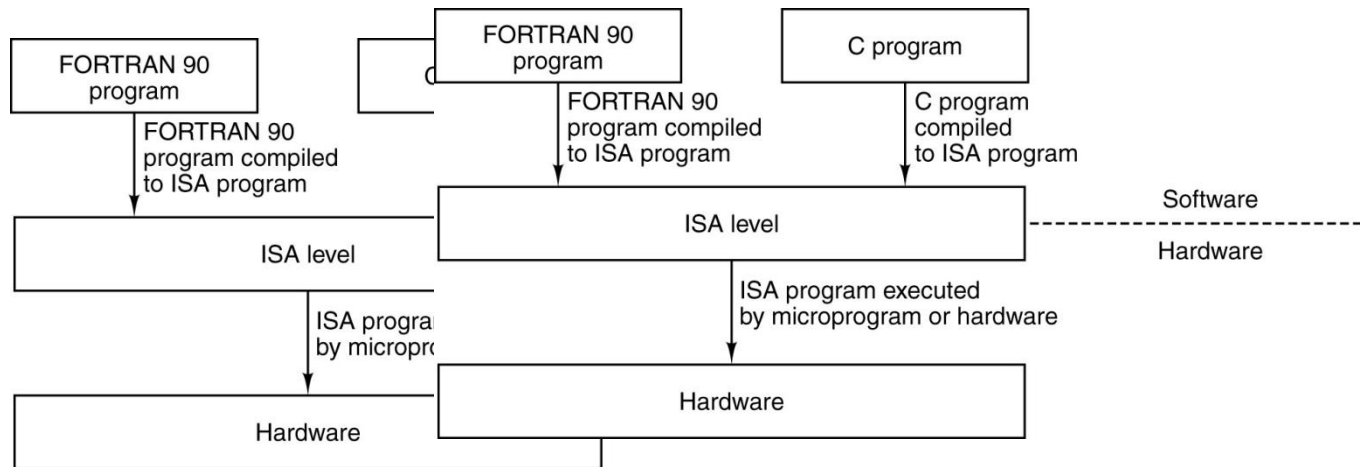 FORTRAN 90
program
FORTRAN 90
program compiled
to ISA program
ISA level
ISA
by
Hardware
FORTRAN 90
program
C program
FORTRAN 90
program compiled
to ISA program
C program
compiled
to ISA program
ISA level
Software
Hardware
ISA program executed
by microprogram or hardware
Hardware